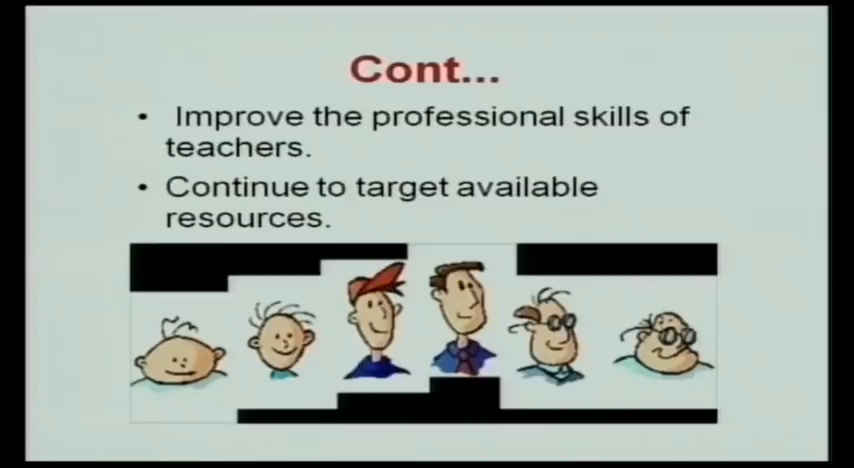 Cont...
• Improve the professional skills of
teachers.
• Continue to target available
resources.